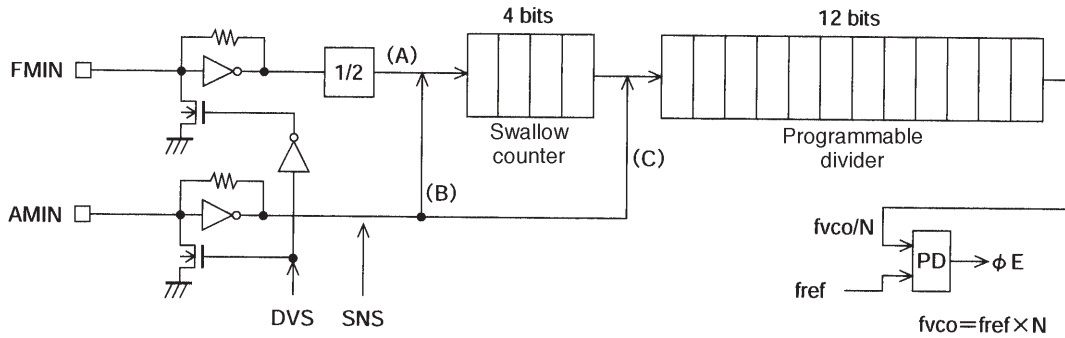 4 bits
12 bits
FMIN
1/2
(A)
Swallow
counter
Programmable
divider
(C)
(B)
AMIN
DVS
SNS
fvco/N
PD
φE
fref
fvco=fref×N